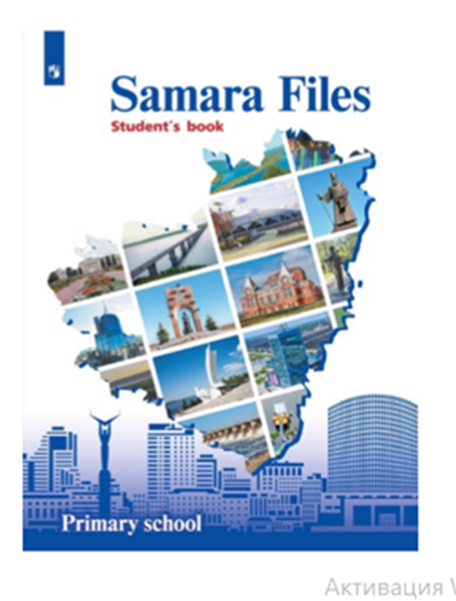 Samara Files
Student's book
Primary school
Активация